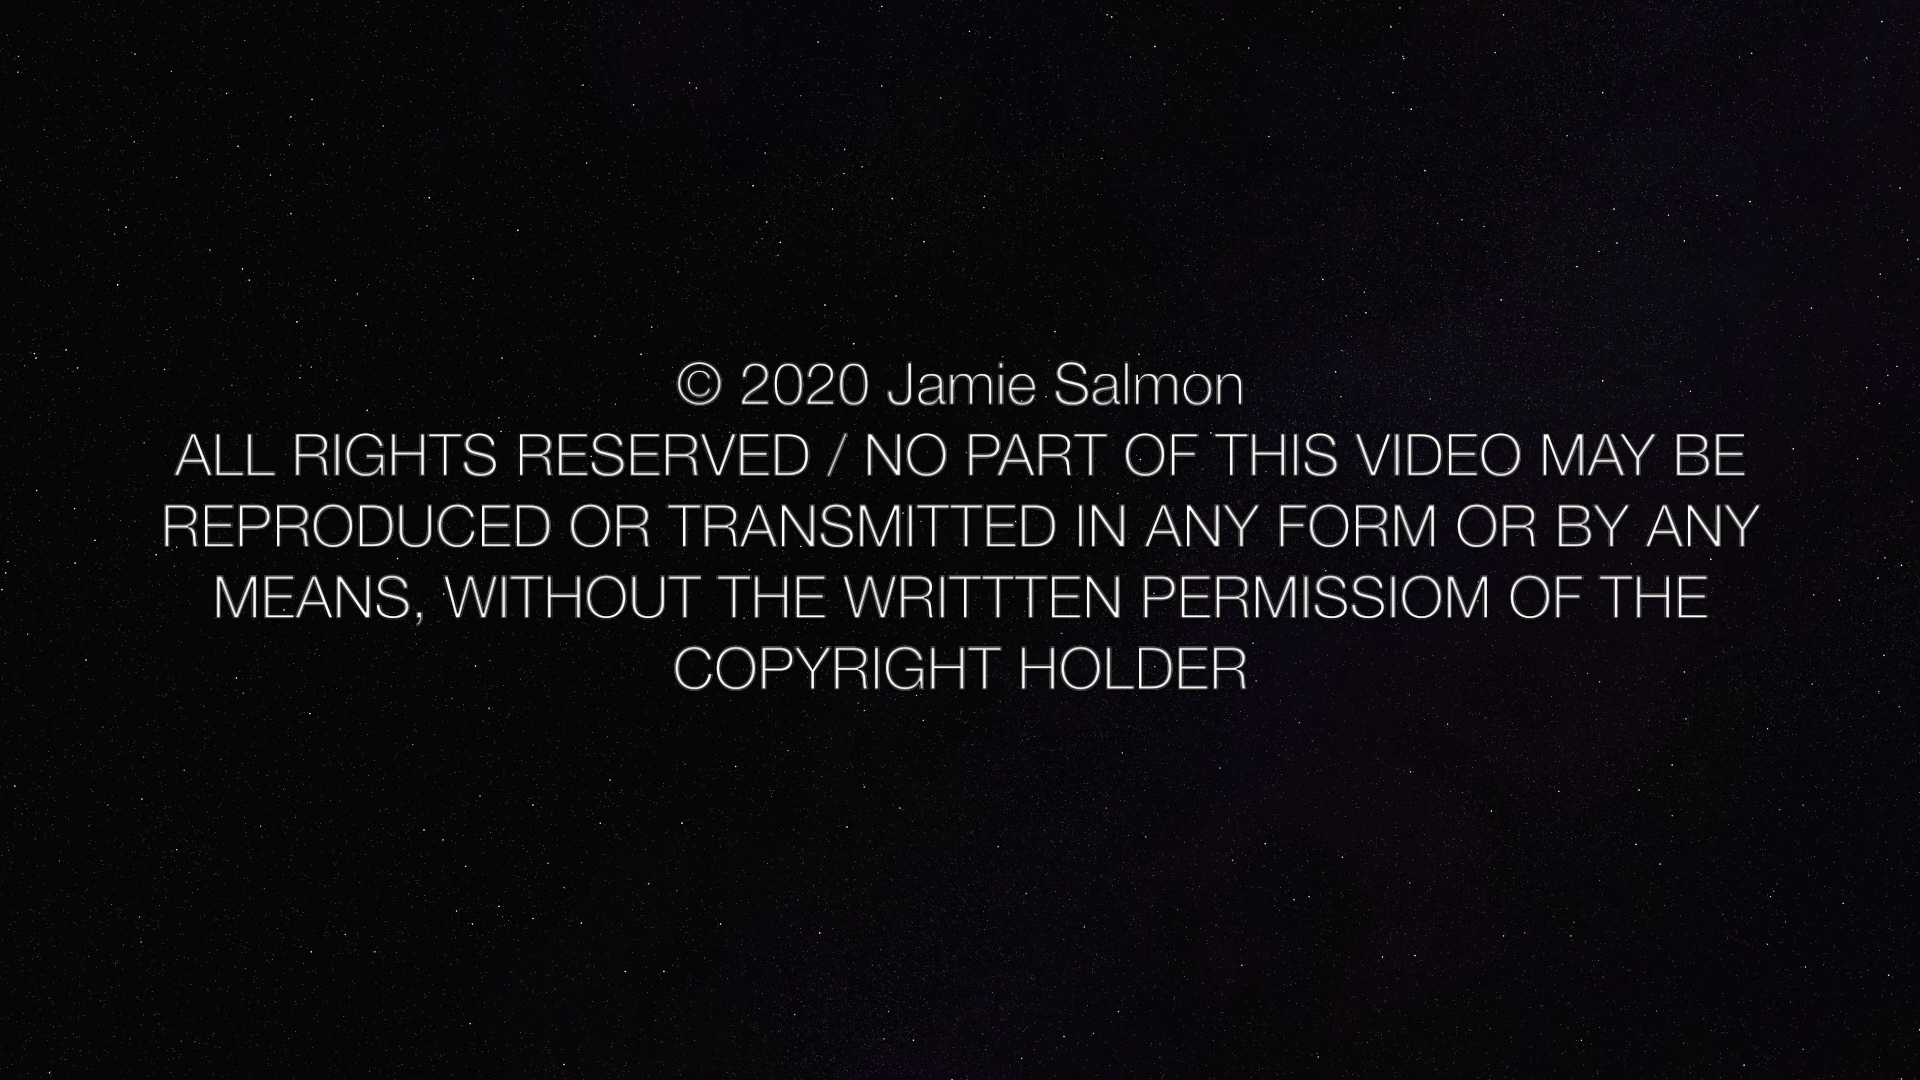 © 2020 Jamie Salmon
ALL RIGHTS RESERVED / NO PART OF THIS VIDEO MAY BE
REPRODUCED OR TRANSMITTED IN ANY FORM OR BY ANY
MEANS, WITHOUT THE WRITTTEN PERMISSIOM OF THE
COPYRIGHT HOLDER